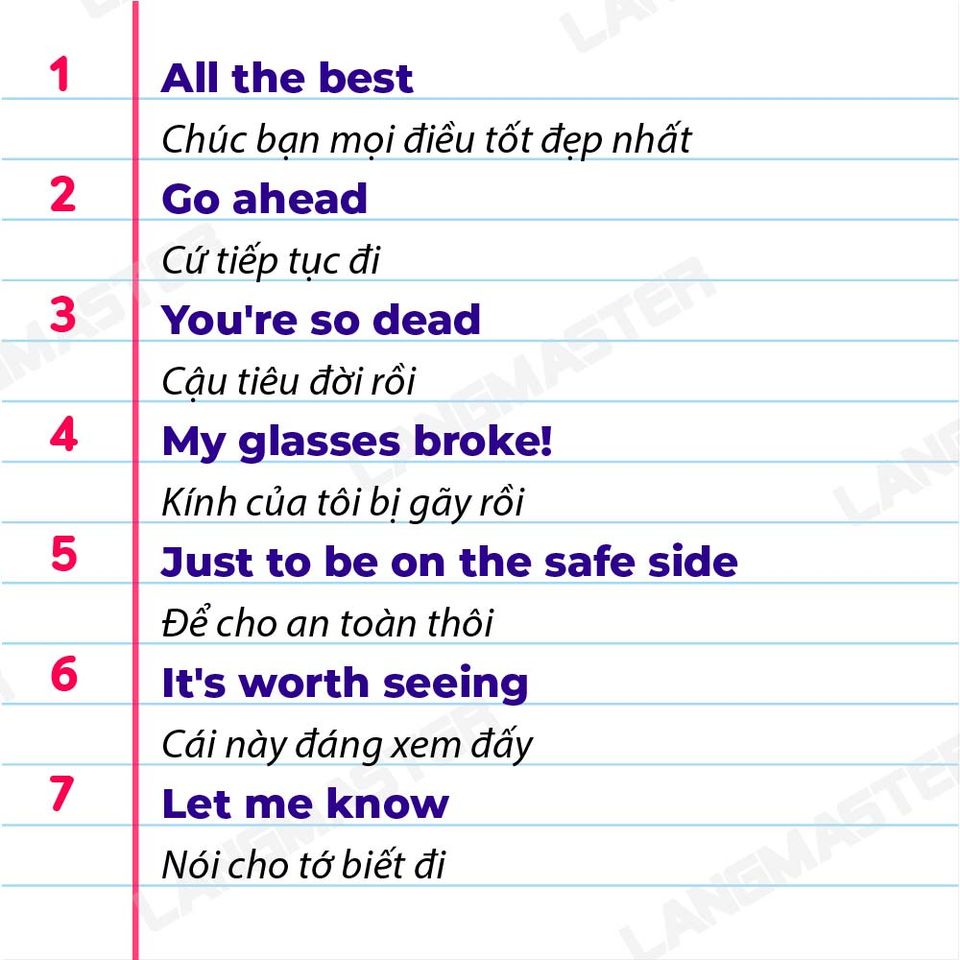 1 All the best
Chúc bạn mọi điều tốt đẹp nhất
2 Go ahead
Cứ tiếp tục đi
3 You're so dead
Cậu tiêu đời rồi
4 My glasses broke!
Kính của tôi bị gãy rồi
5 Just to be on the safe side
Để cho an toàn thôi
6 It's worth seeing
Cái này đáng xem đấy
7 Let me know
Nói cho tớ biết đi
LANGMASTER
LANGMASTER
LANGMASTER